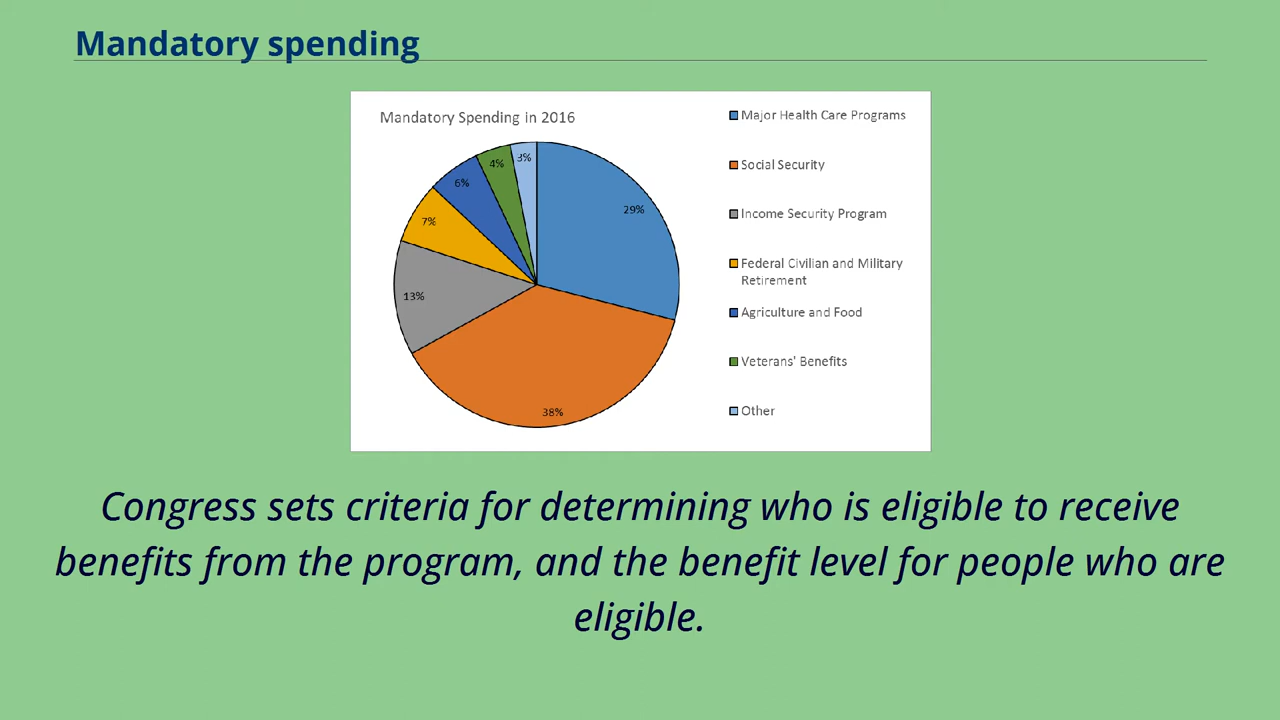 Mandatory spending
Mandatory Spending in 2016
3%
4%
6%
7%
13%
29%
38%
Major Health Care Programs
Social Security
Income Security Program
Federal Civilian and Military
Retirement
Agriculture and Food
Veterans' Benefits
Other
Congress sets criteria for determining who is eligible to receive
benefits from the program, and the benefit level for people who are
eligible.